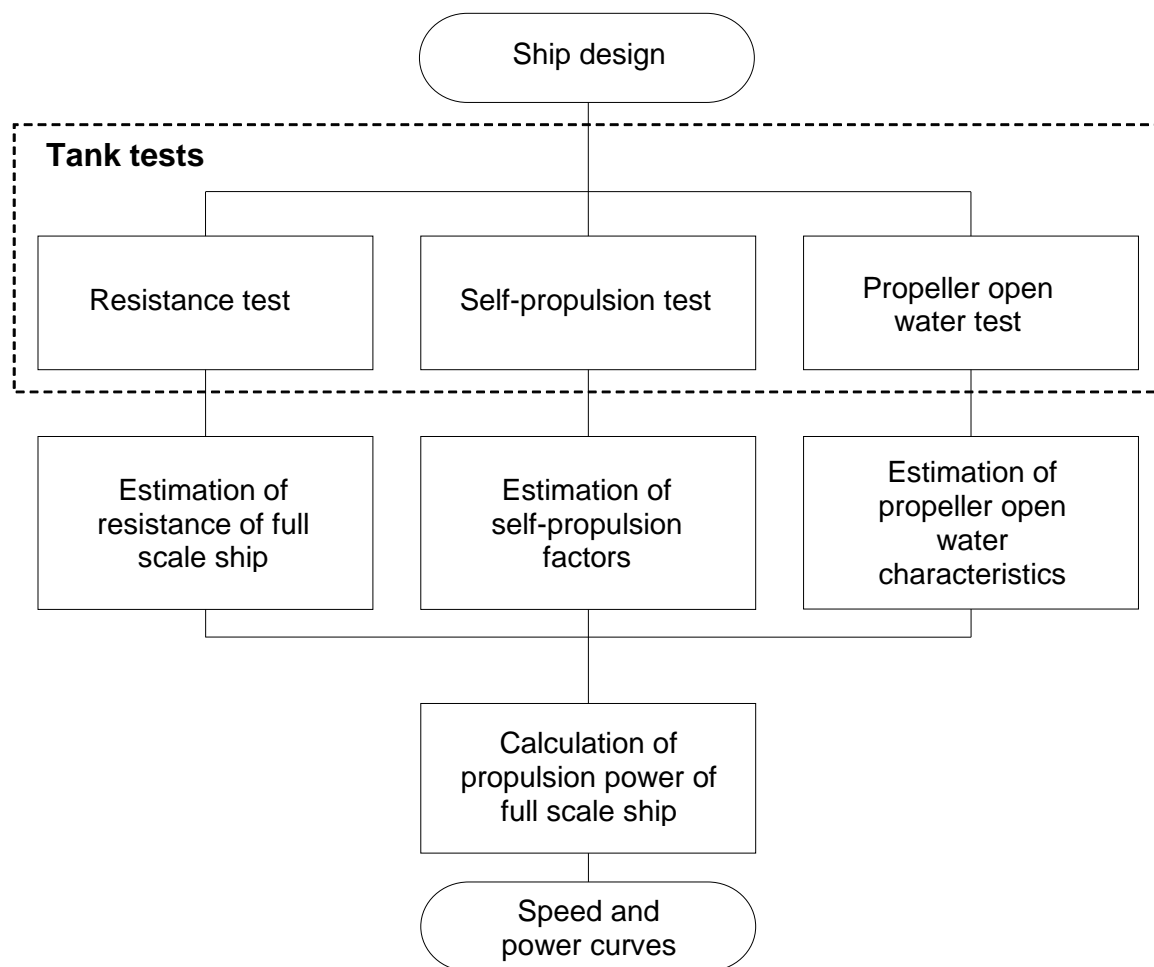 Ship design
Tank tests
Resistance test
Self-propulsion test
Propeller open
water test
Estimation of
resistance of full
scale ship
Estimation of
self-propulsion
factors
Estimation of
propeller open
water
characteristics
Calculation of
propulsion power of
full scale ship
Speed and
power curves